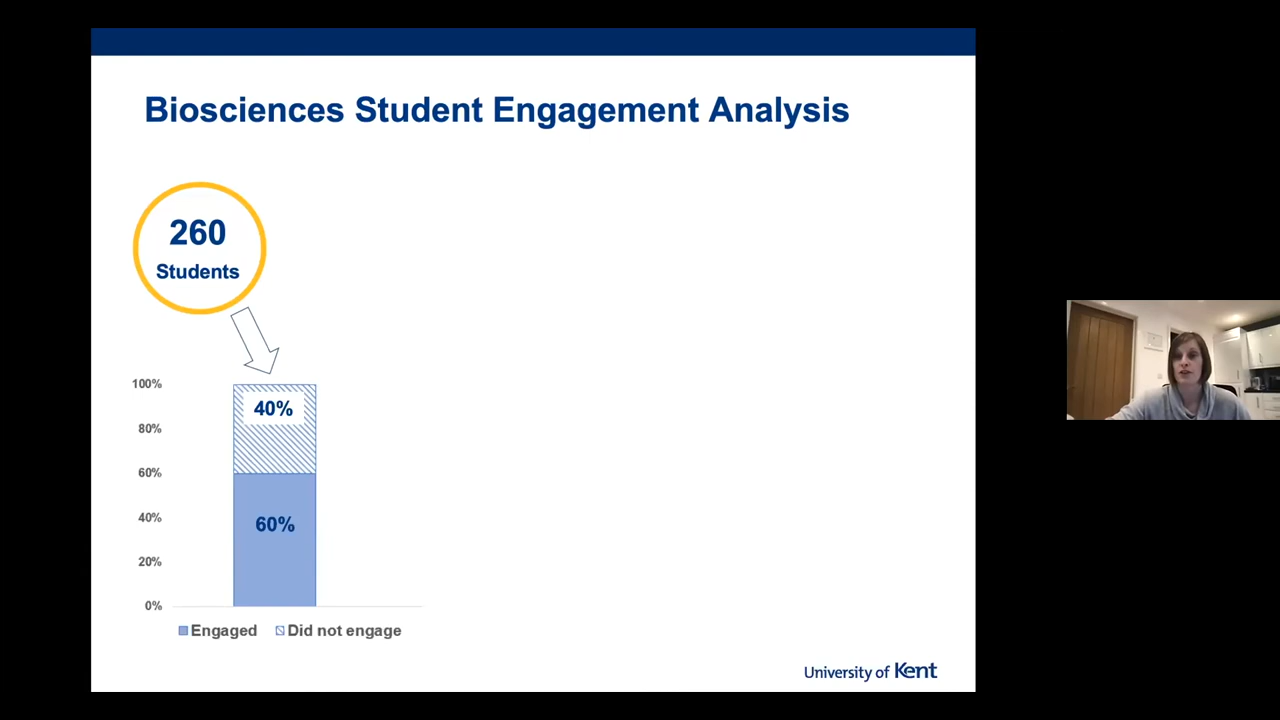 Biosciences Student Engagement Analysis
260
Students
100%
80%
60%
40%
20%
0%
40%
60%
Engaged
Did not engage
University of Kent